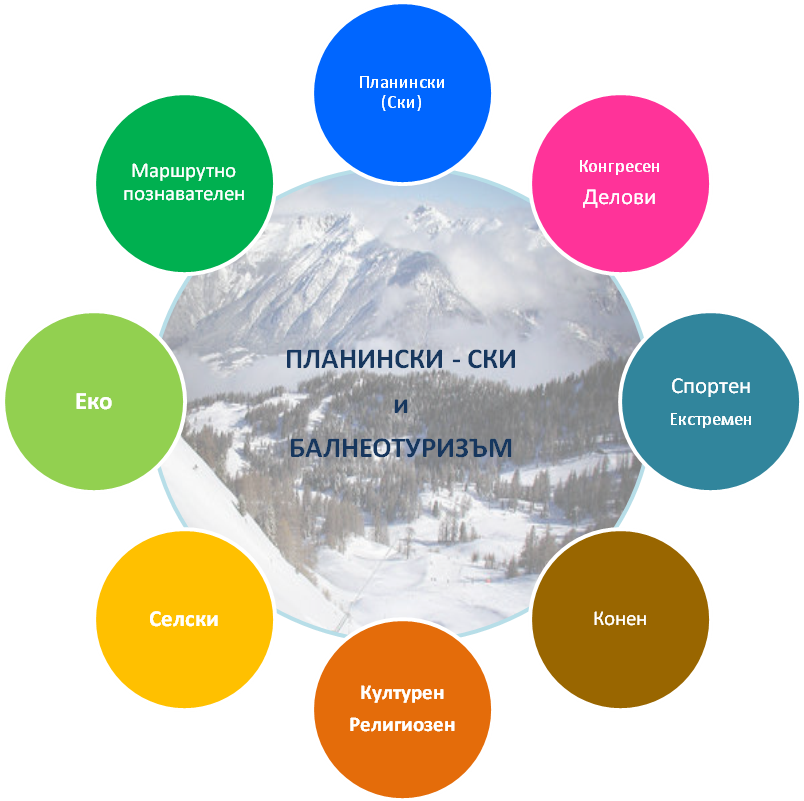 Планински
(Ски)
Конгресен
Делови
Спортен
Екстремен
Конен
Културен
Религиозен
Селски
Еко
Маршрутно
познавателен
ПЛАНИНСКИ - СКИ
и
БАЛНЕОТУРИЗЪМ